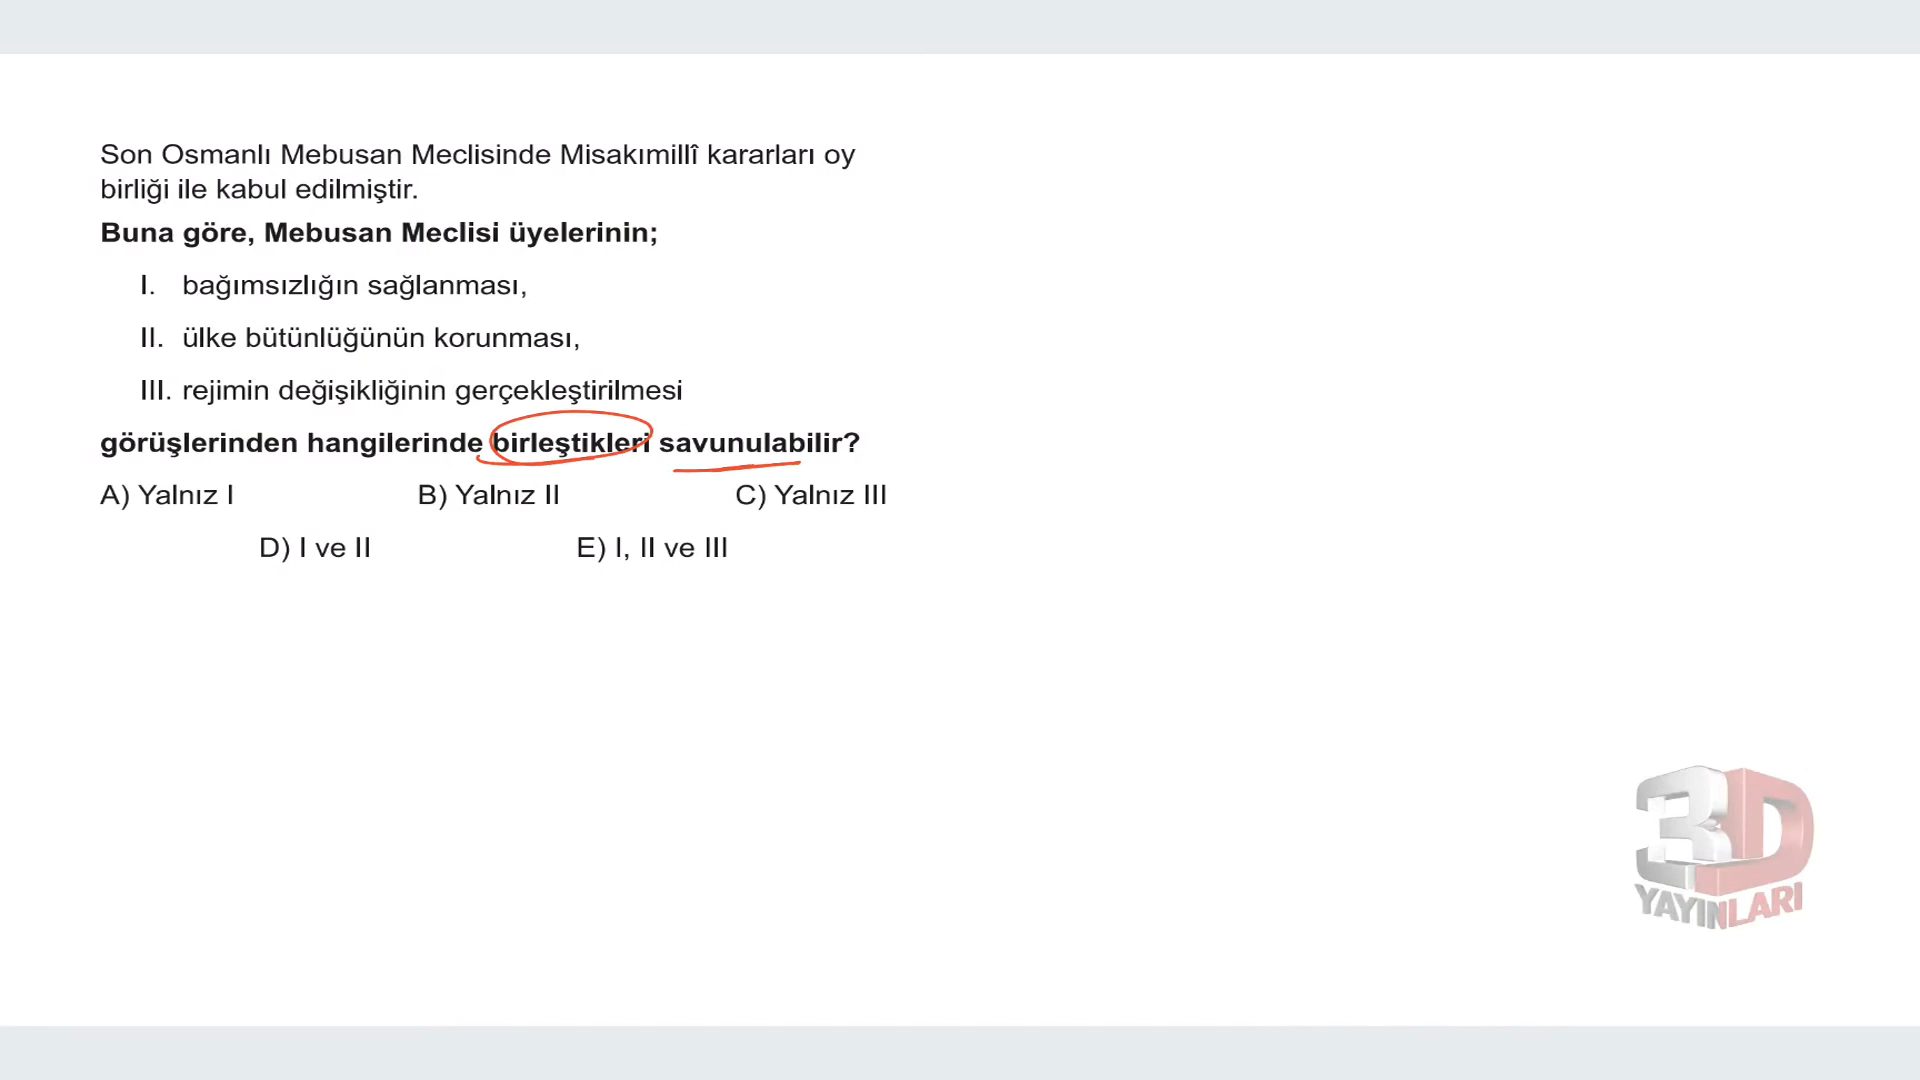 Son Osmanlı Mebusan Meclisinde Misakımillî kararları oy
birliği ile kabul edilmiştir.
Buna göre, Mebusan Meclisi üyelerinin;
I. bağımsızlığın sağlanması,
II. ülke bütünlüğünün korunması,
III. rejimin değişikliğinin gerçekleştirilmesi
görüşlerinden hangilerinde birleştikleri savunulabilir?
A) Yalnız I B) Yalnız II C) Yalnız III
D) I ve II E) I, II ve III
3D
YAYINLARI